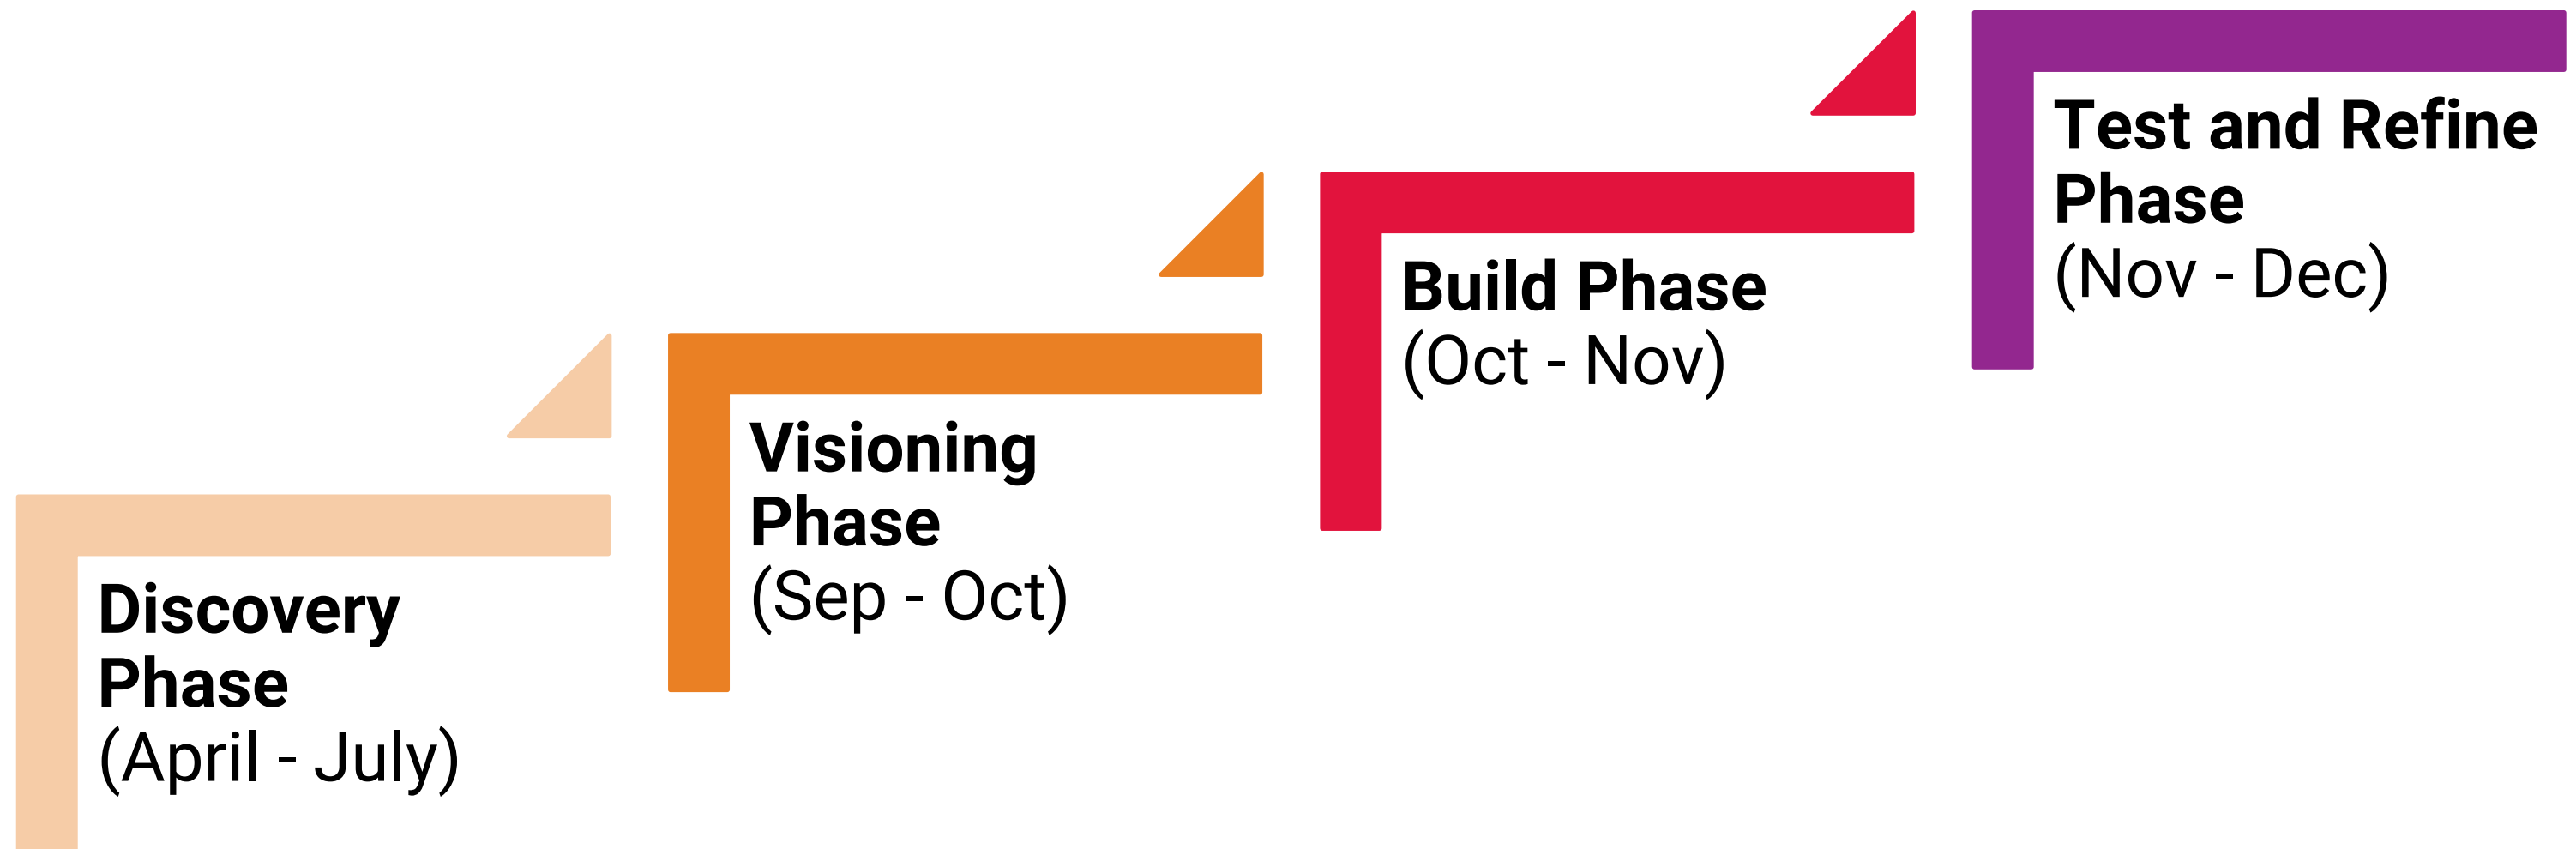 Discovery
Phase
(April - July)
Visioning
Phase
(Sep - Oct)
Build Phase
(Oct - Nov)
Test and Refine
Phase
(Nov - Dec)